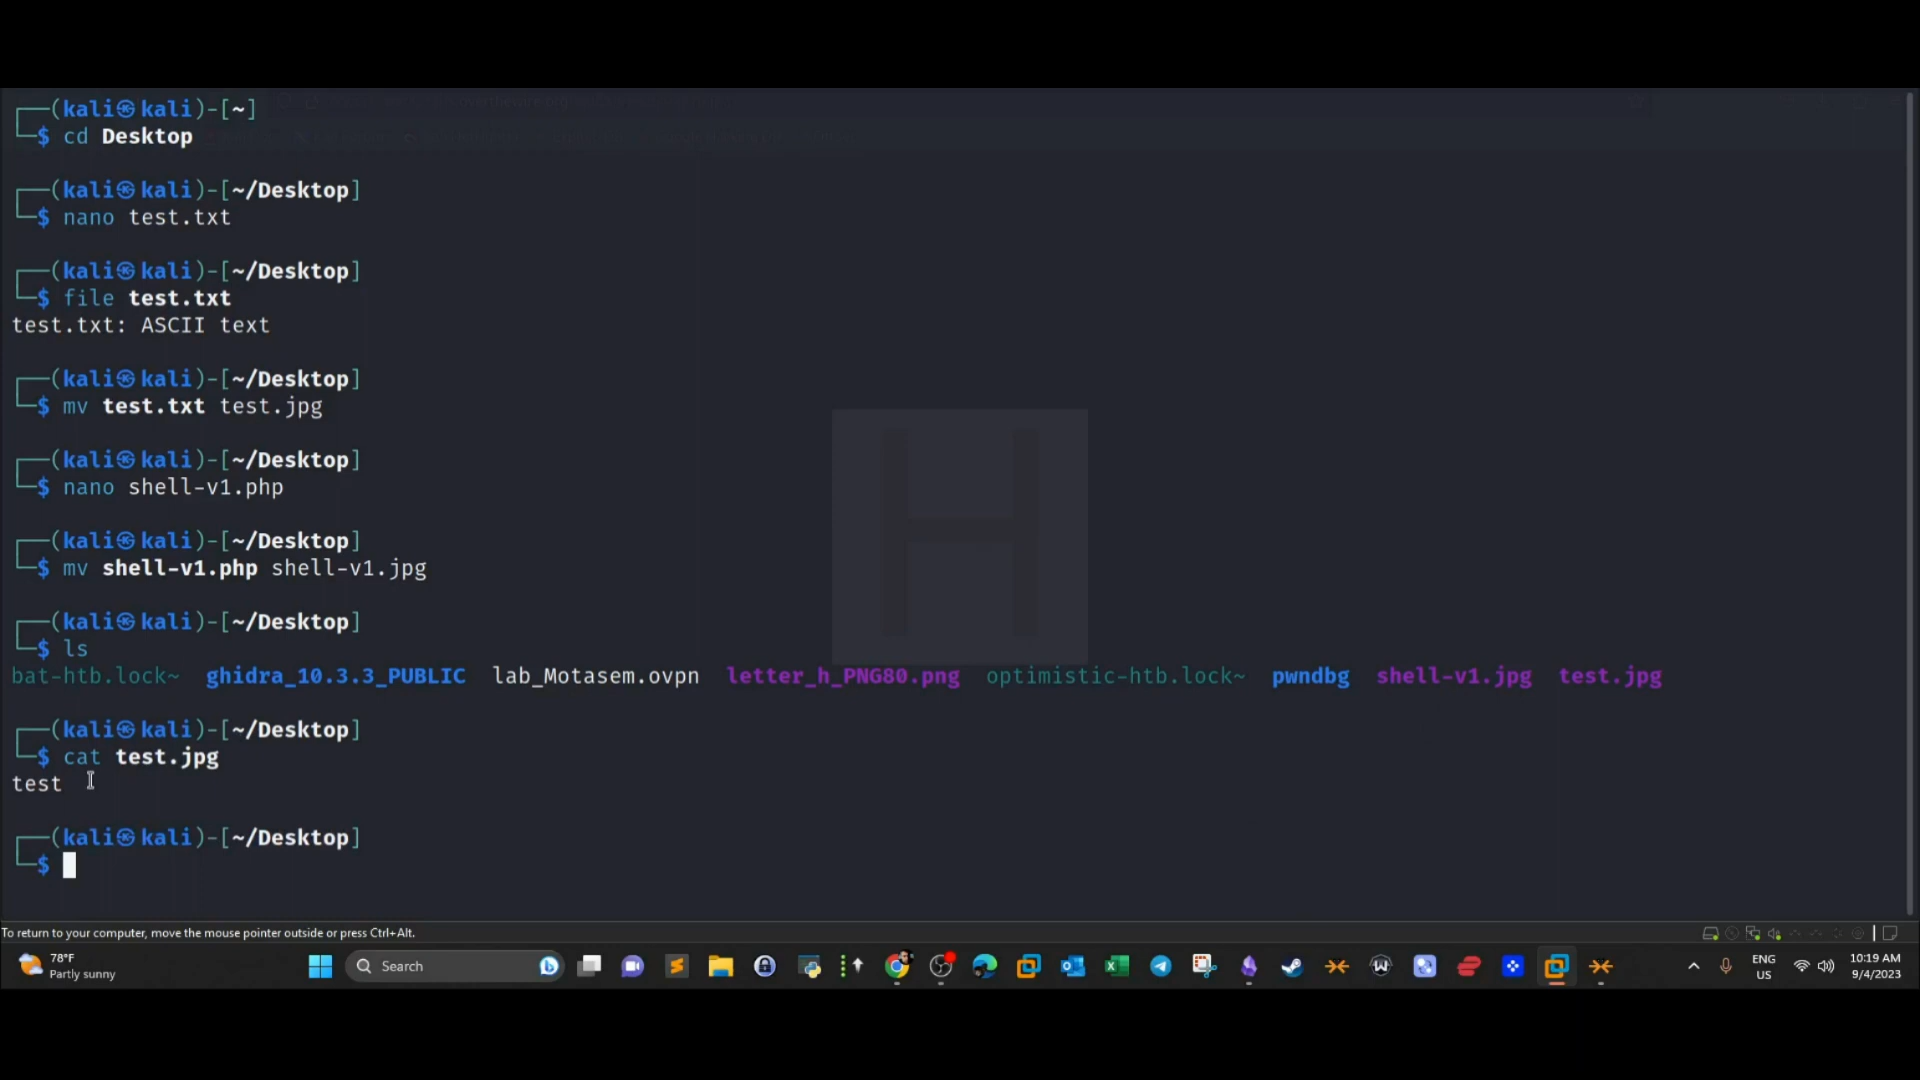 (kali㉿kali)-[~]
$ cd Desktop
(kali㉿kali)-[~/Desktop]
$ nano test.txt
(kali㉿kali)-[~/Desktop]
$ file test.txt
test.txt: ASCII text
(kali㉿kali)-[~/Desktop]
$ mv test.txt test.jpg
(kali㉿kali)-[~/Desktop]
$ nano shell-v1.php
(kali㉿kali)-[~/Desktop]
$ mv shell-v1.php shell-v1.jpg
(kali㉿kali)-[~/Desktop]
$ ls
bat-htb.lock~ ghidra_10.3.3_PUBLIC lab_Motasem.ovpn letter_h_PNG80.png optimistic-htb.lock~ pwndbg shell-v1.jpg test.jpg
(kali㉿kali)-[~/Desktop]
$ cat test.jpg
test
(kali㉿kali)-[~/Desktop]
$
H
To return to your computer, move the mouse pointer outside or press Ctrl+Alt.
78°F
Partly sunny
Search
ENG
US
10:19 AM
9/4/2023